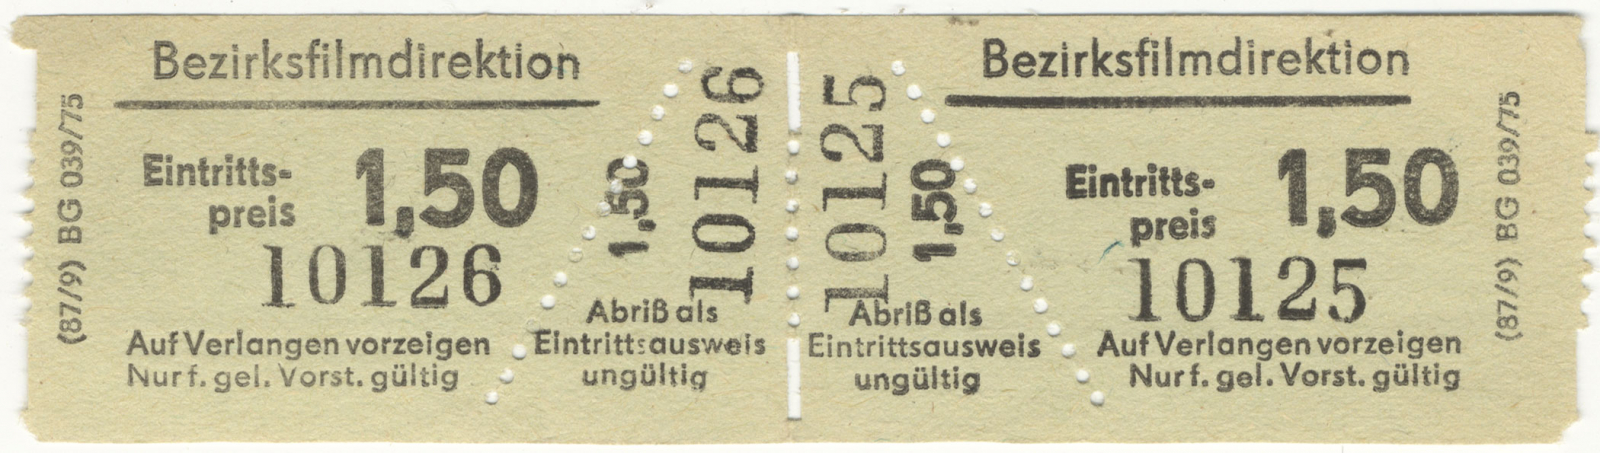 Bezirksfilmdirektion
(87/9) BG 039/75
Eintritts-
preis
1,50
10126
Auf Verlangen vorzeigen
Nur f. gel. Vorst. gültig
1,50
10126
Abriß als
Eintrittsausweis
ungültig
10125
1,50
Abriß als
Eintrittsausweis
ungültig
Bezirksfilmdirektion
Eintritts-
preis
1,50
10125
Auf Verlangen vorzeigen
Nur f. gel. Vorst. gültig
(87/9) BG 039/75